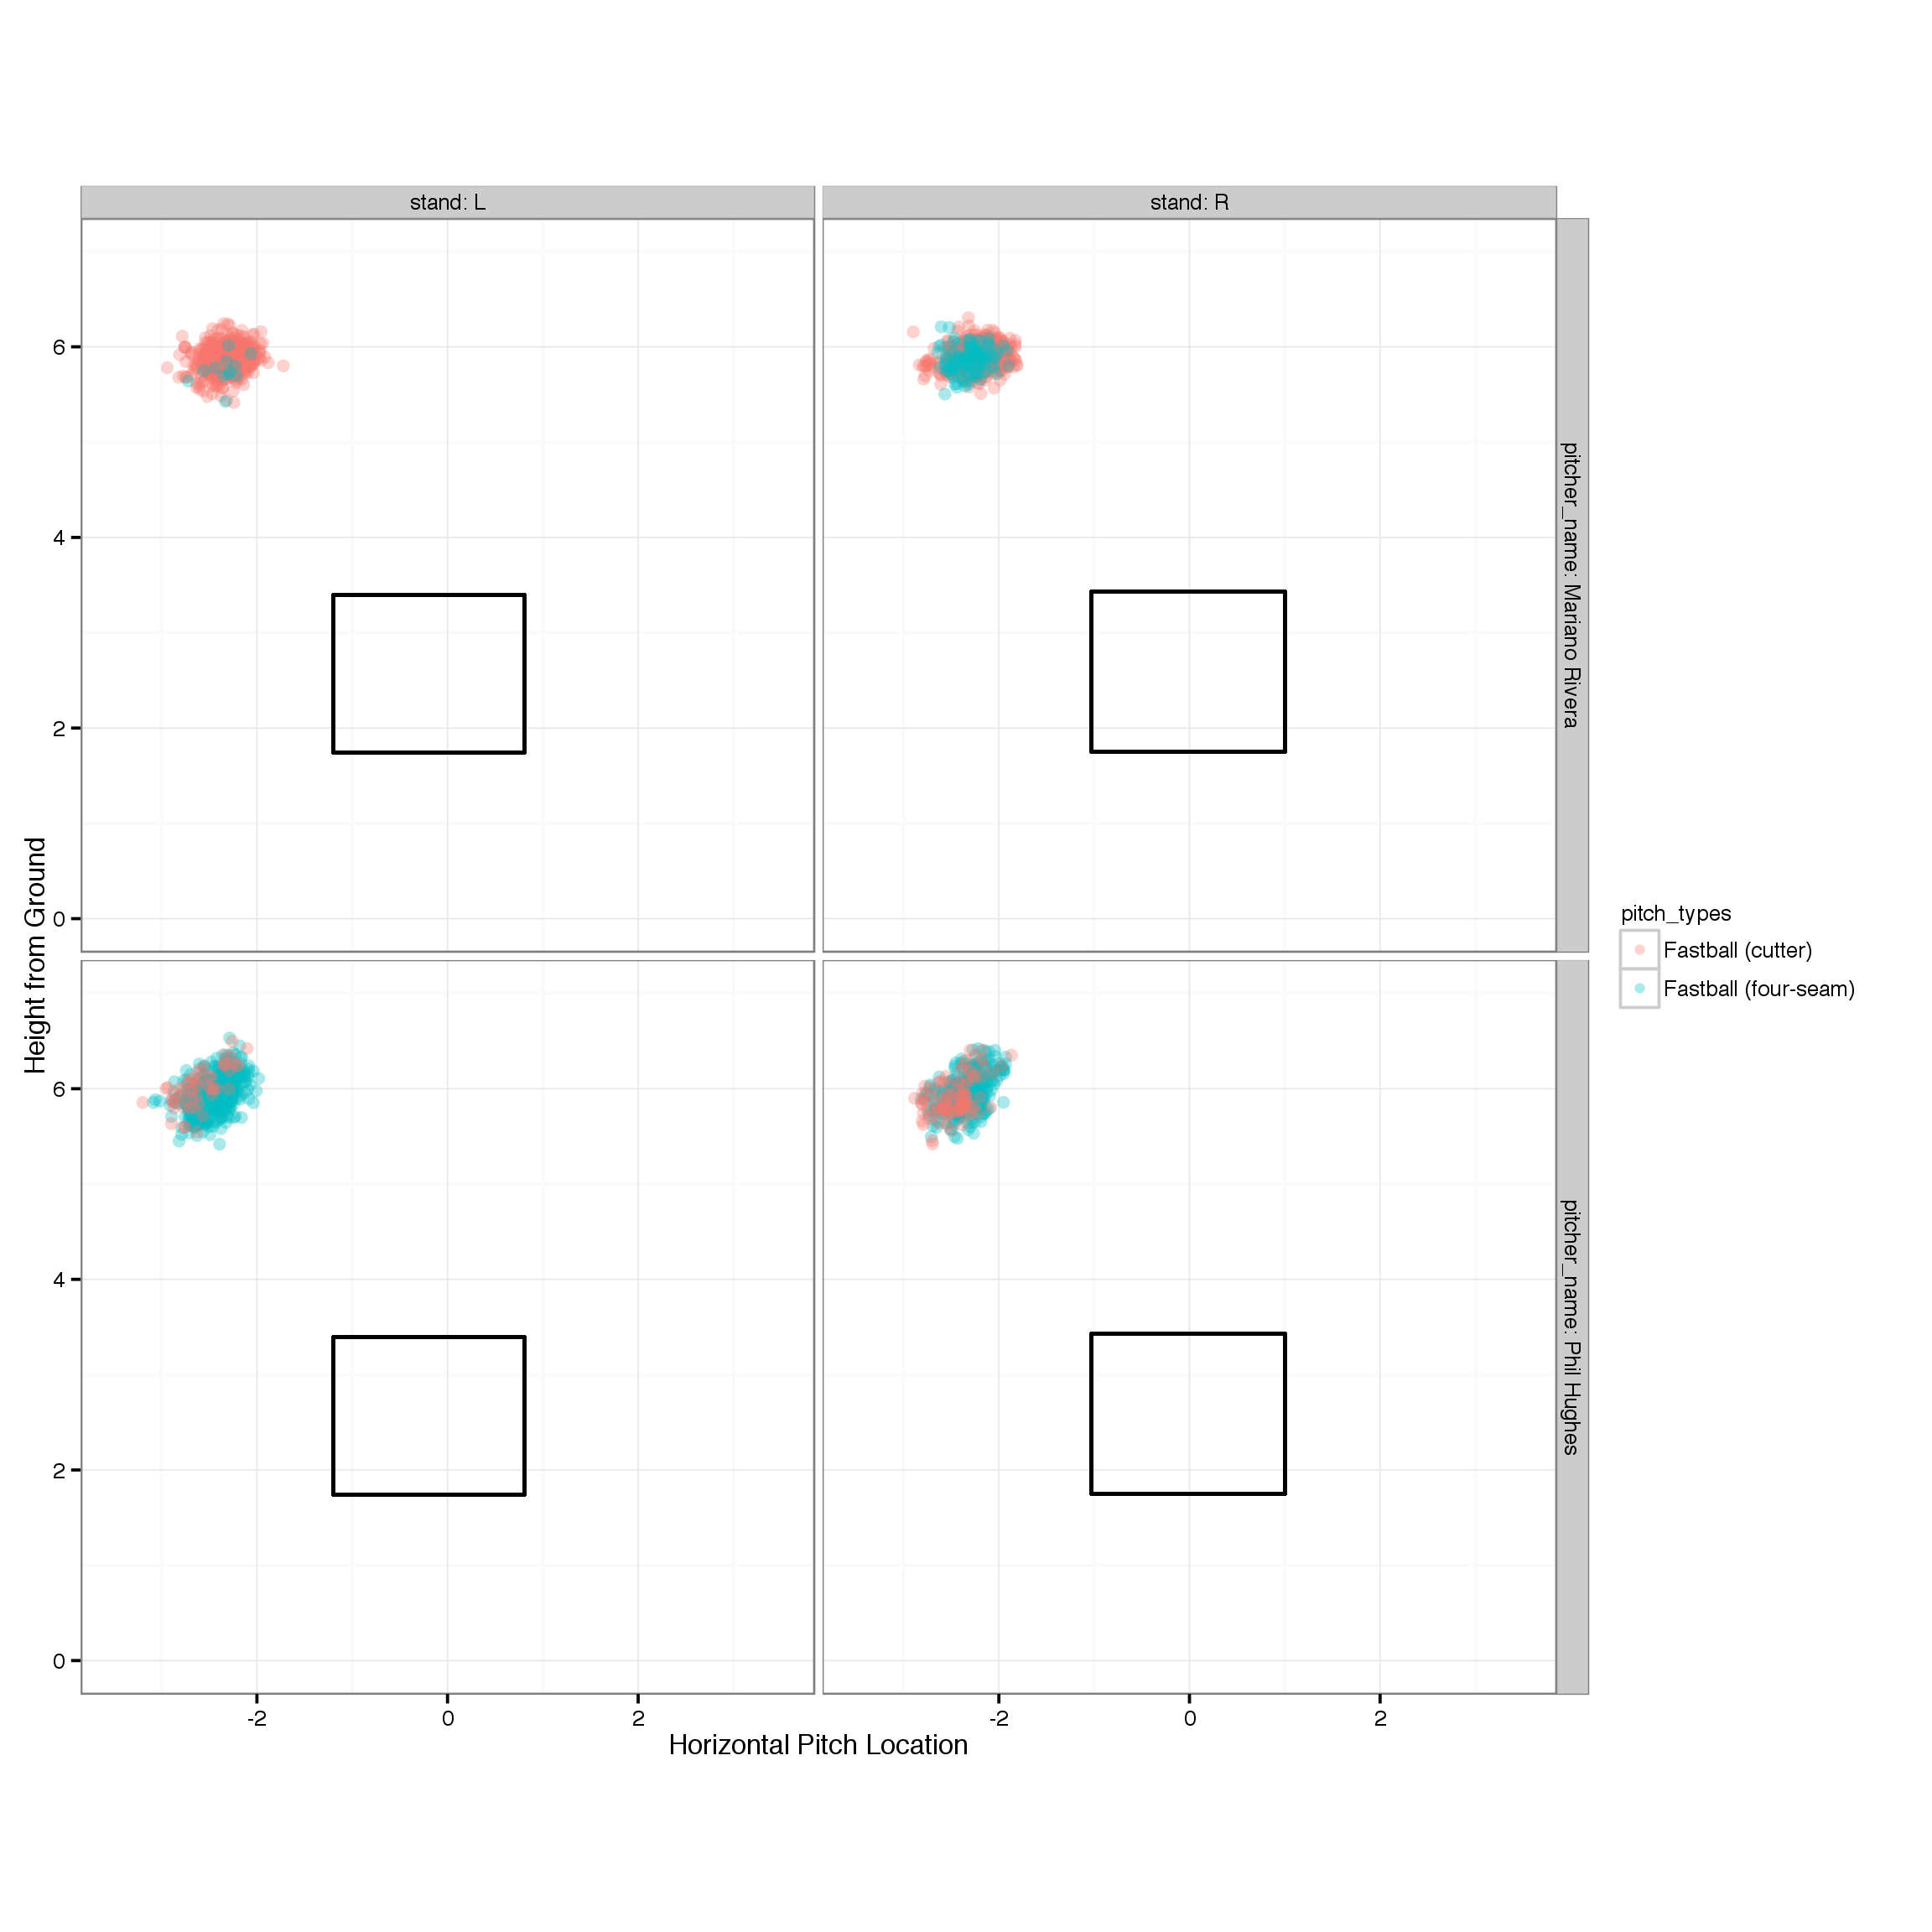 stand: L
stand: R
6
4
2
0
pitcher_name: Mariano Rivera
6
4
2
0
pitcher_name: Phil Hughes
-2
0
2
-2
0
2
Horizontal Pitch Location
Height from Ground
pitch_types
Fastball (cutter)
Fastball (four-seam)